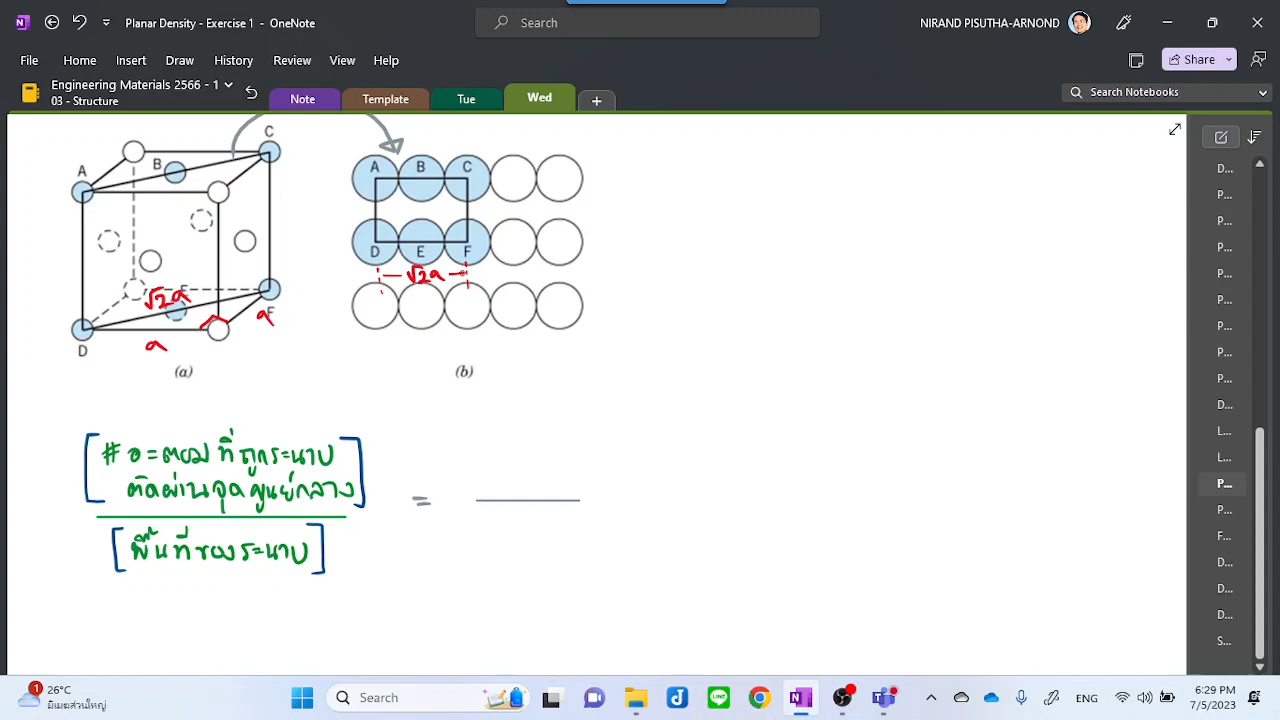 Planar Density - Exercise 1 - OneNote
Search
NIRAND PISUTHA-ARNOND
File Home Insert Draw History Review View Help
Share
Engineering Materials 2566 - 1
03 - Structure
Note
Template
Tue
Wed
+
Search Notebooks
C
B
A
√2a
F
a
a
D
(a)
A B C
D E F
√2a
(b)
# อะตอมที่ถูกระนาบ
ตัดผ่านจุดศูนย์กลาง
=
พื้นที่ของระนาบ
D...
P...
P...
P...
P...
P...
P...
P...
P...
D...
L...
L...
P...
P...
F...
D...
D...
D...
S...
1
26°C
Search
ENG
6:29 PM
7/5/2023